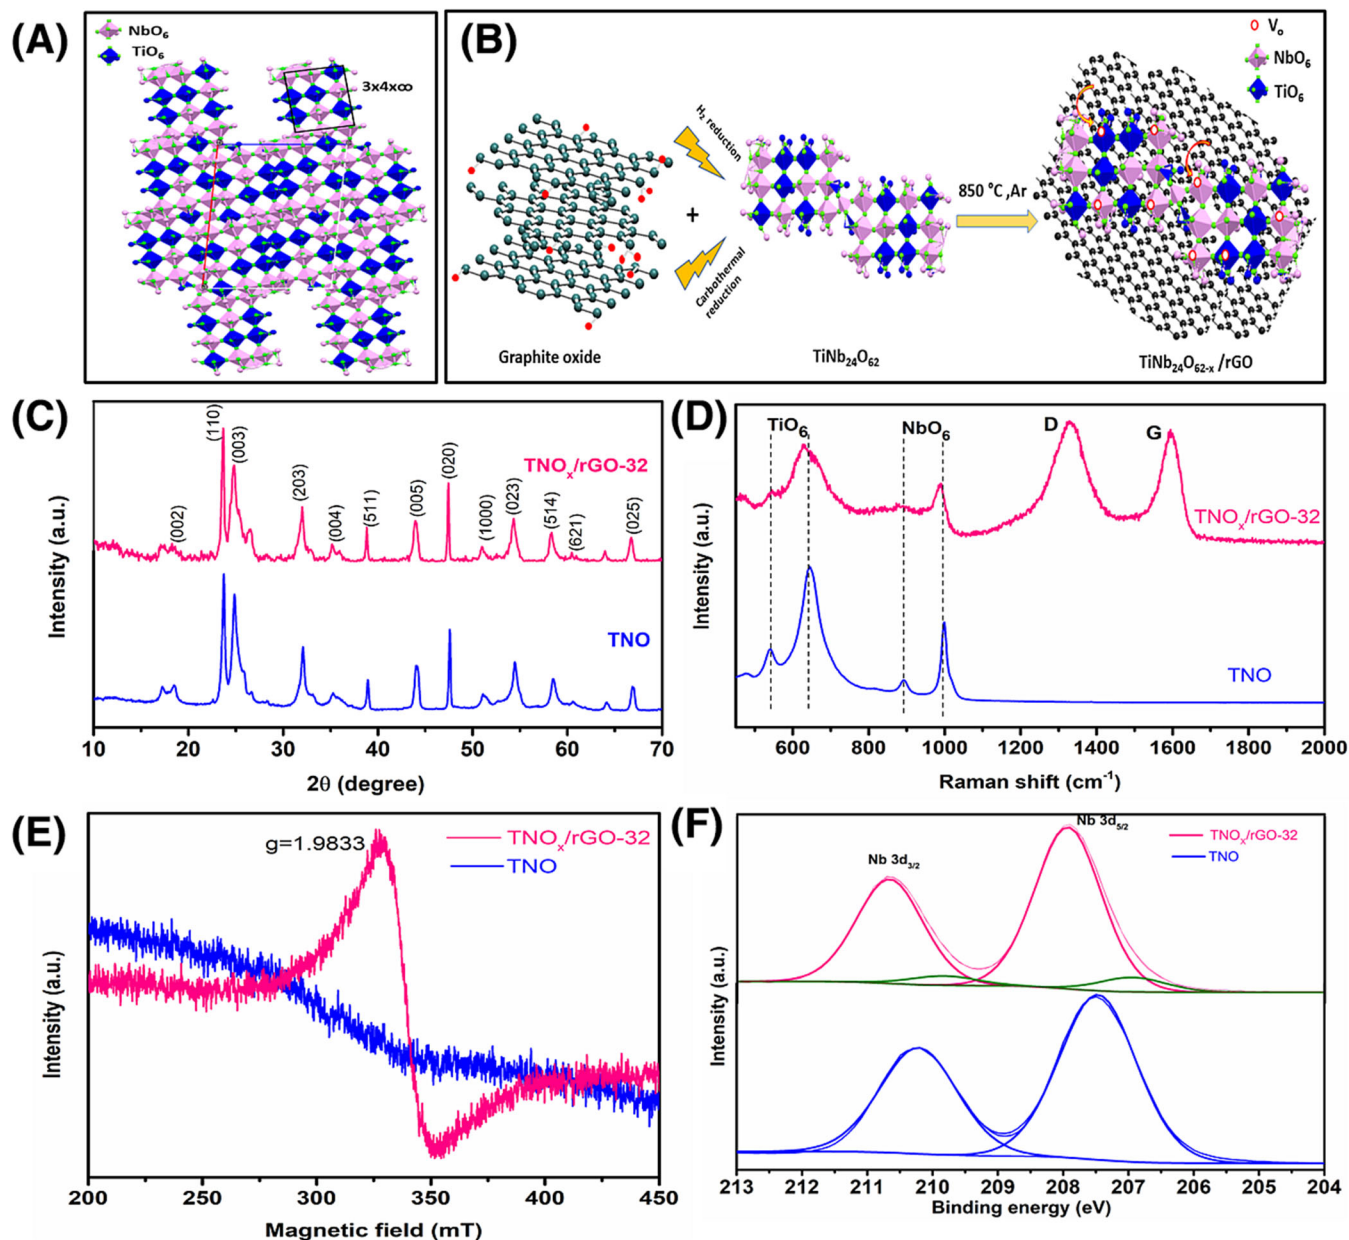 (A)
NbO₆
TiO₆
3x4x∞
(B)
Vₒ
NbO₆
TiO₆
H₂ reduction
+
Carbothermal
reduction
850 °C ,Ar
Graphite oxide
TiNb₂₄O₆₂
TiNb₂₄O₆₂₋ₓ /rGO
(C)
(110)
(003)
(002)
(203)
(004)
(511)
(005)
(020)
(1000)
(023)
(514)
(621)
(025)
TNOₓ/rGO-32
TNO
Intensity (a.u.)
10 20 30 40 50 60 70
2θ (degree)
(D)
TiO₆
NbO₆
D
G
TNOₓ/rGO-32
TNO
Intensity (a.u.)
600 800 1000 1200 1400 1600 1800 2000
Raman shift (cm⁻¹)
(E)
g=1.9833
TNOₓ/rGO-32
TNO
Intensity (a.u.)
200 250 300 350 400 450
Magnetic field (mT)
(F)
Nb 3d₃/₂
Nb 3d₅/₂
TNOₓ/rGO-32
TNO
Intensity (a.u.)
213 212 211 210 209 208 207 206 205 204
Binding energy (eV)